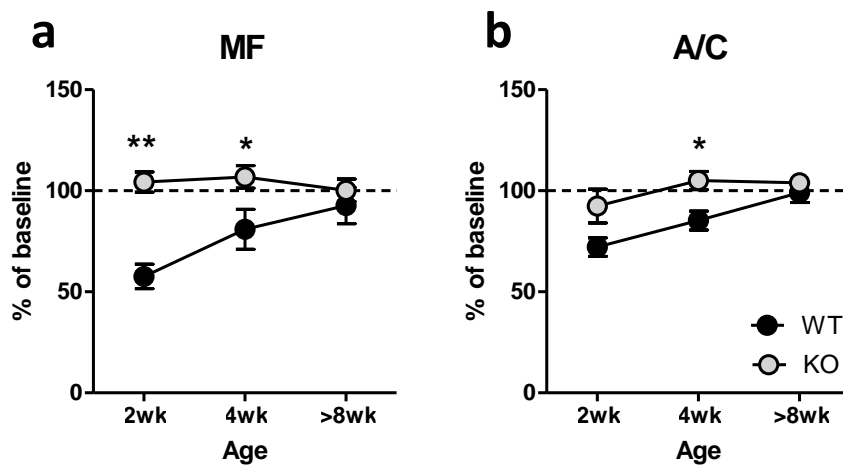 a
MF
% of baseline
150
100
50
0
**
*
2wk
4wk
>8wk
Age
b
A/C
% of baseline
150
100
50
0
*
WT
KO
2wk
4wk
>8wk
Age